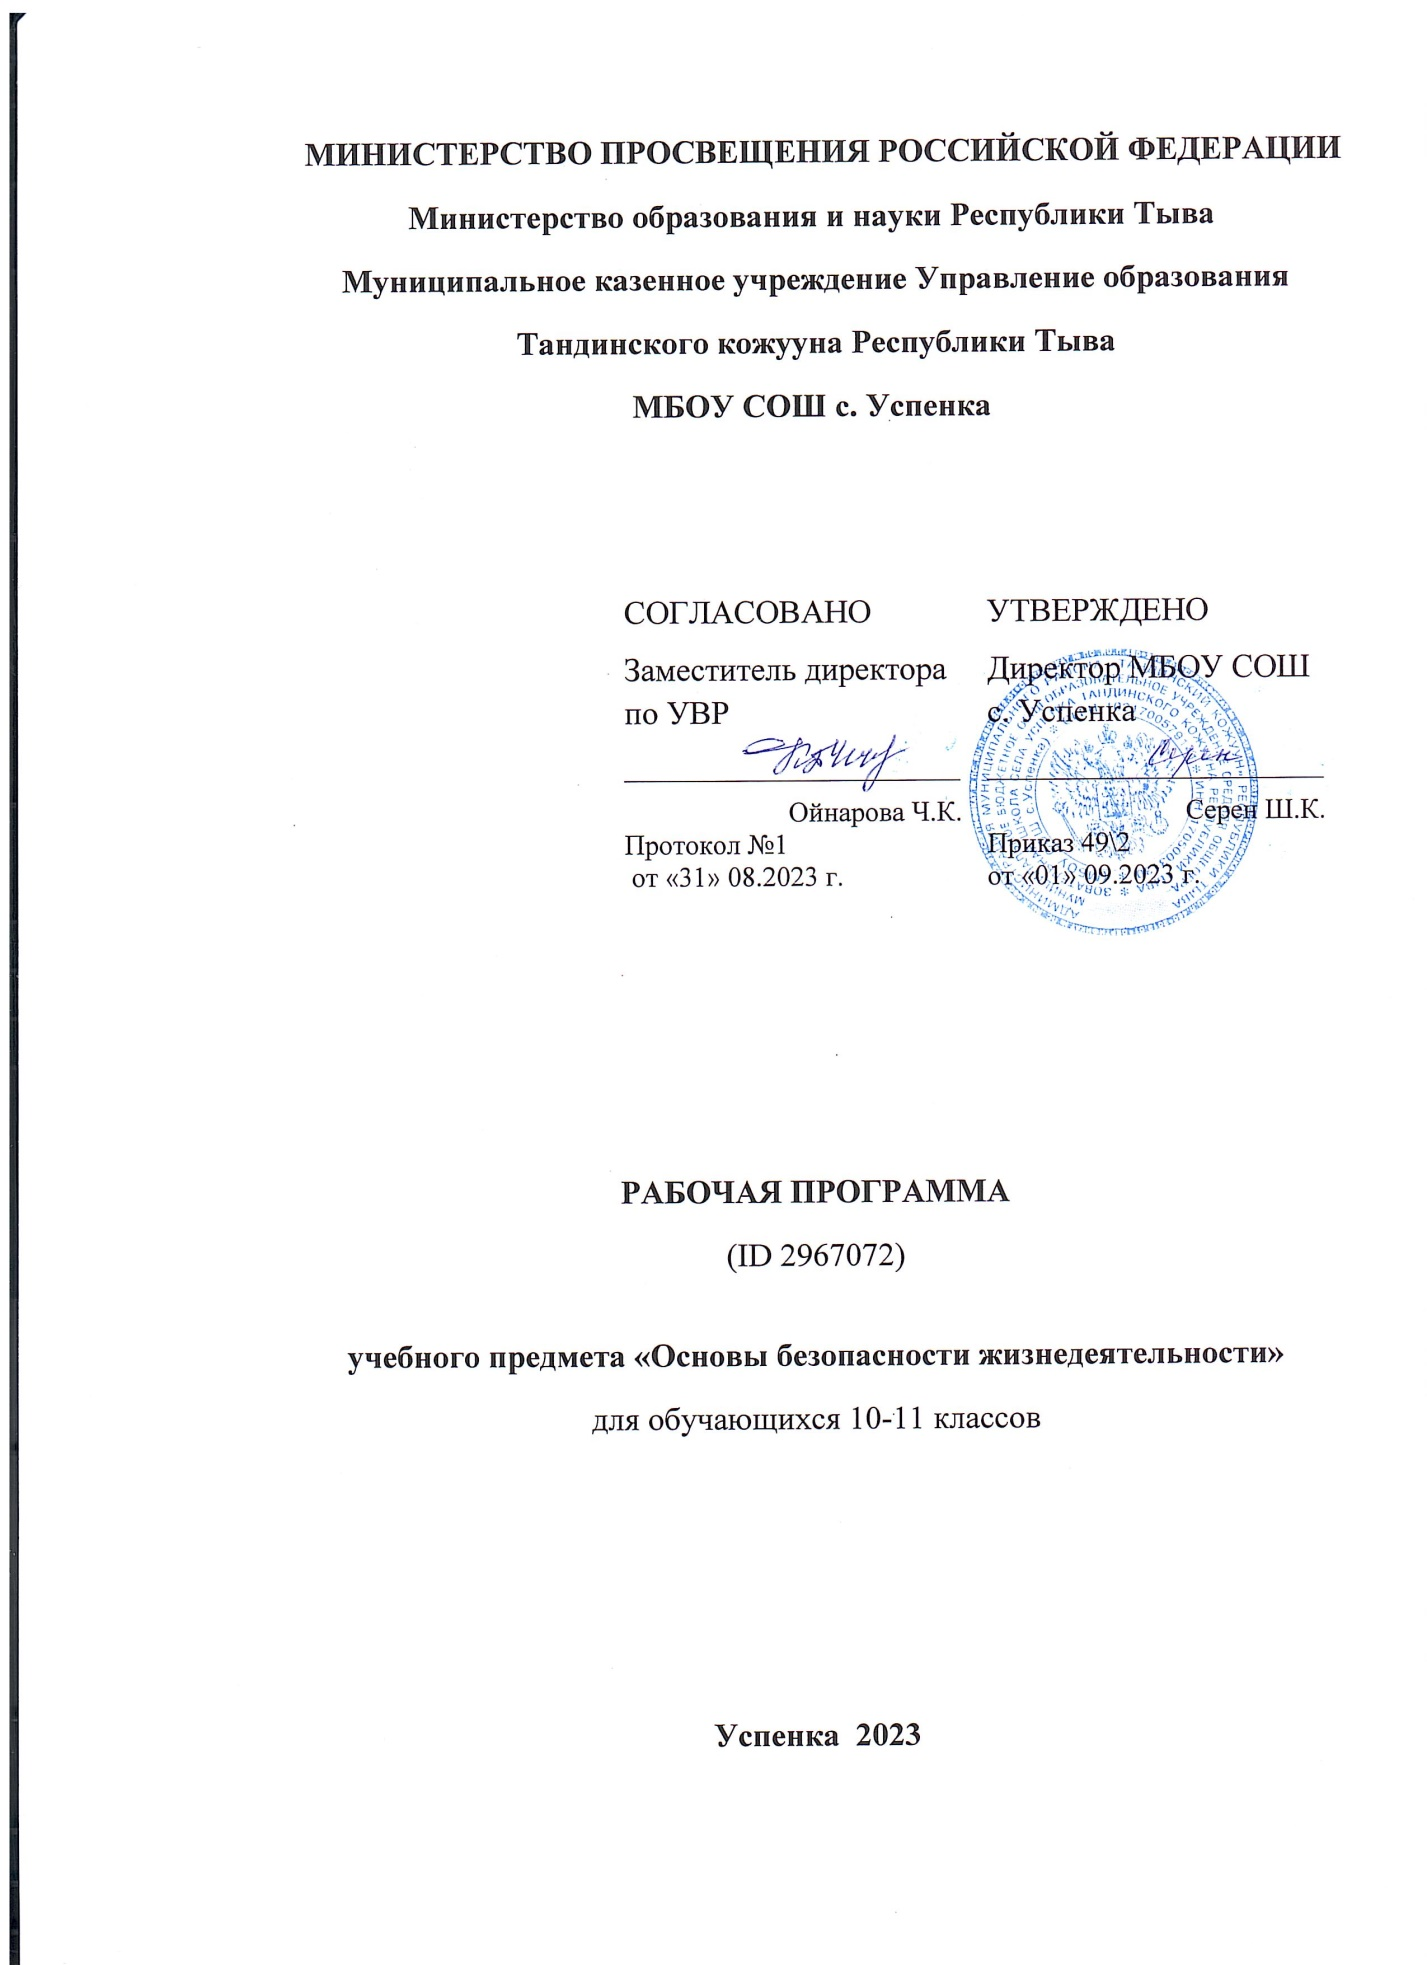 МИНИСТЕРСТВО ПРОСВЕЩЕНИЯ РОССИЙСКОЙ ФЕДЕРАЦИИ
Министерство образования и науки Республики Тыва
Муниципальное казенное учреждение Управление образования
Тандинского кожууна Республики Тыва
МБОУ СОШ с. Успенка
СОГЛАСОВАНО
Заместитель директора
по УВР
Ойнарова Ч.К.
Протокол №1
от «31» 08.2023 г.
УТВЕРЖДЕНО
Директор МБОУ СОШ
с. Успенка
Серен Ш.К.
Приказ 49\2
от «01» 09.2023 г.
РАБОЧАЯ ПРОГРАММА
(ID 2967072)
учебного предмета «Основы безопасности жизнедеятельности»
для обучающихся 10-11 классов
Успенка 2023